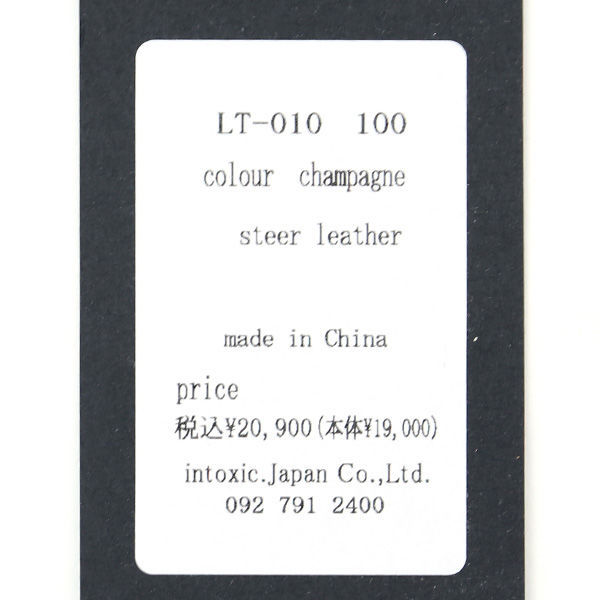 LT-010 100
colour champagne
steer leather
made in China
price
税込¥20,900(本体¥19,000)
intoxic.Japan Co.,Ltd.
092 791 2400